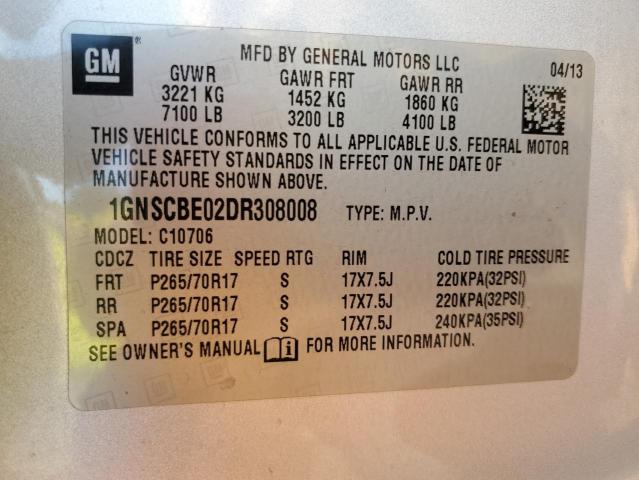 GM ®
MFD BY GENERAL MOTORS LLC 04/13
GVWR GAWR FRT GAWR RR
3221 KG 1452 KG 1860 KG
7100 LB 3200 LB 4100 LB
THIS VEHICLE CONFORMS TO ALL APPLICABLE U.S. FEDERAL MOTOR
VEHICLE SAFETY STANDARDS IN EFFECT ON THE DATE OF
MANUFACTURE SHOWN ABOVE.
1GNSCBE02DR308008 TYPE: M.P.V.
MODEL: C10706
CDCZ TIRE SIZE SPEED RTG RIM COLD TIRE PRESSURE
FRT P265/70R17 S 17X7.5J 220KPA(32PSI)
RR P265/70R17 S 17X7.5J 220KPA(32PSI)
SPA P265/70R17 S 17X7.5J 240KPA(35PSI)
SEE OWNER'S MANUAL i FOR MORE INFORMATION.